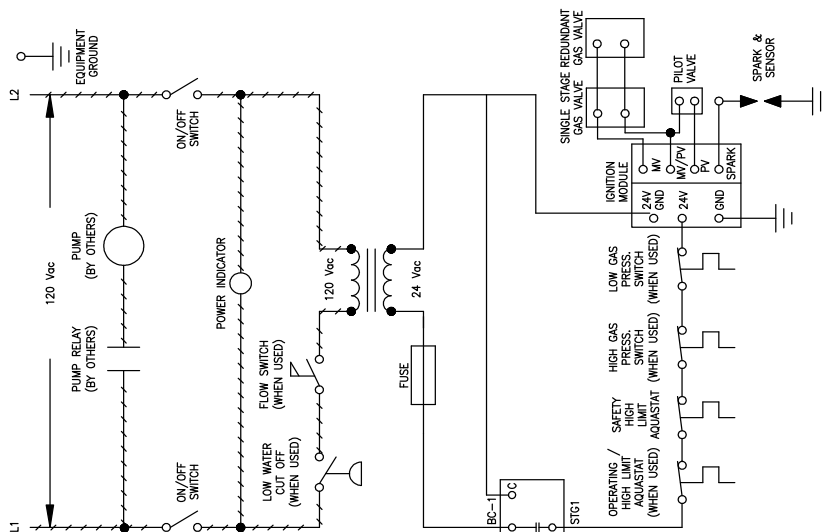 L2
EQUIPMENT
GROUND
120 Vac
PUMP
(BY OTHERS)
PUMP RELAY
(BY OTHERS)
L1
ON/OFF
SWITCH
POWER INDICATOR
ON/OFF
SWITCH
120 Vac
FLOW SWITCH
(WHEN USED)
LOW WATER
CUT OFF
(WHEN USED)
24 Vac
FUSE
BC-1
C
STG1
SINGLE STAGE
GAS VALVE
REDUNDANT
GAS VALVE
PILOT
VALVE
SPARK &
SENSOR
IGNITION
MODULE
MV
MV/PV
PV
SPARK
24V
GND
24V
GND
LOW GAS
PRESS.
SWITCH
(WHEN USED)
HIGH GAS
PRESS.
SWITCH
(WHEN USED)
SAFETY
HIGH
LIMIT
AQUASTAT
OPERATING /
HIGH LIMIT
AQUASTAT
(WHEN USED)